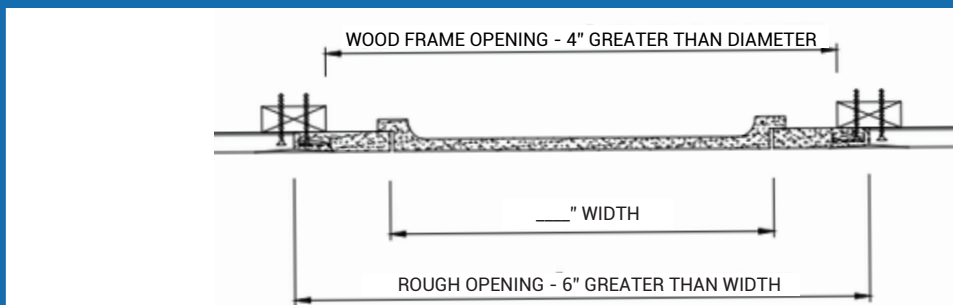 WOOD FRAME OPENING - 4" GREATER THAN DIAMETER
____" WIDTH
ROUGH OPENING - 6" GREATER THAN WIDTH